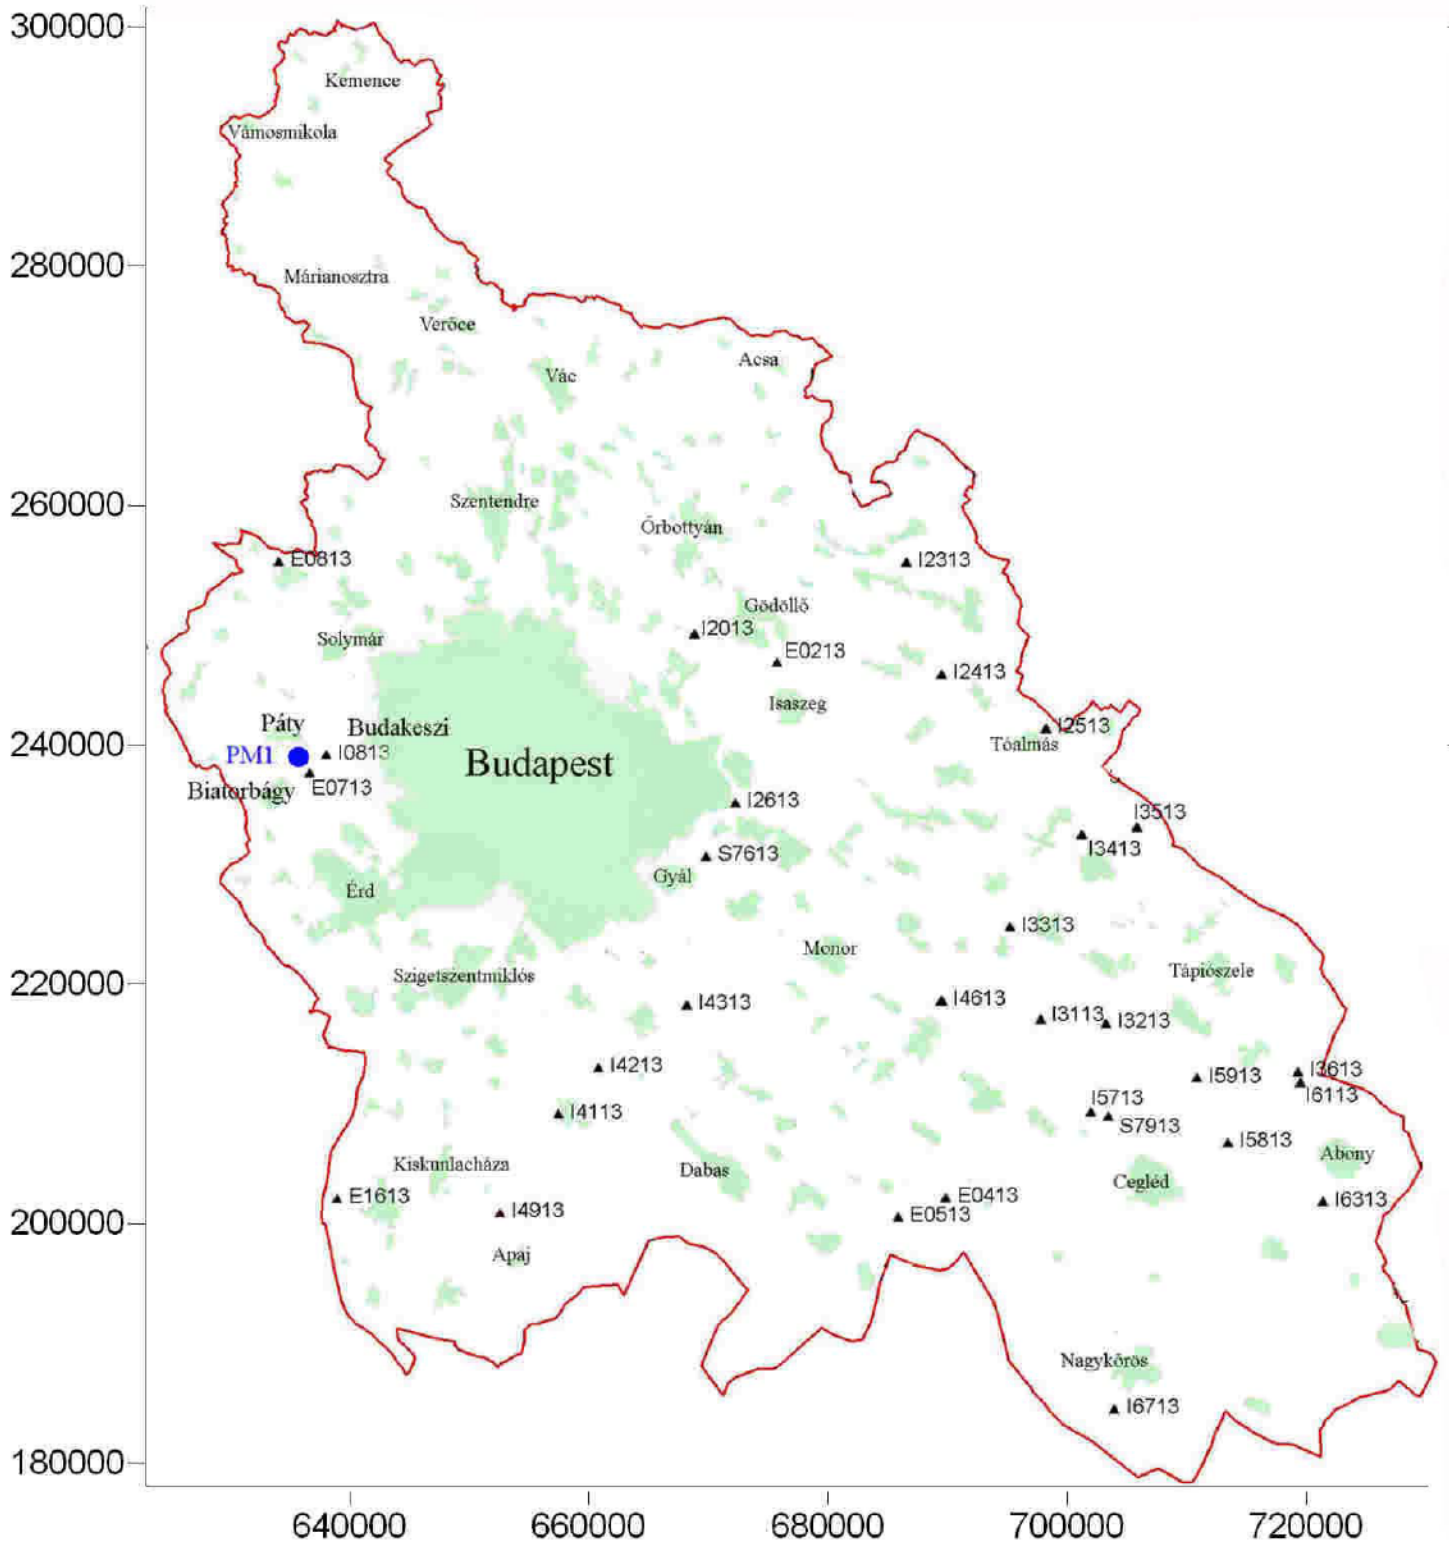 300000
Kemence
Vámosmikola
280000
Márianosztra
Verőce
Acsa
Vác
260000
Szentendre
Őrbottyán
E0813
I2313
Gödöllő
I2013
Solymár
E0213
I2413
Isaszeg
240000
Páty
Budakeszi
I2513
Tóalmás
PM1
I0813
Budapest
Biatorbágy
E0713
I2613
I3513
I3413
S7613
Gyál
Érd
I3313
Monor
220000
Szigetszentmiklós
Tápiószele
I4313
I4613
I3113
I3213
I4213
I5913
I3613
I6113
I4113
I5713
S7913
I5813
Abony
Kiskunlacháza
Dabas
Cegléd
200000
E1613
I4913
E0413
E0513
I6313
Apaj
Nagykőrös
I6713
180000
640000 660000 680000 700000 720000